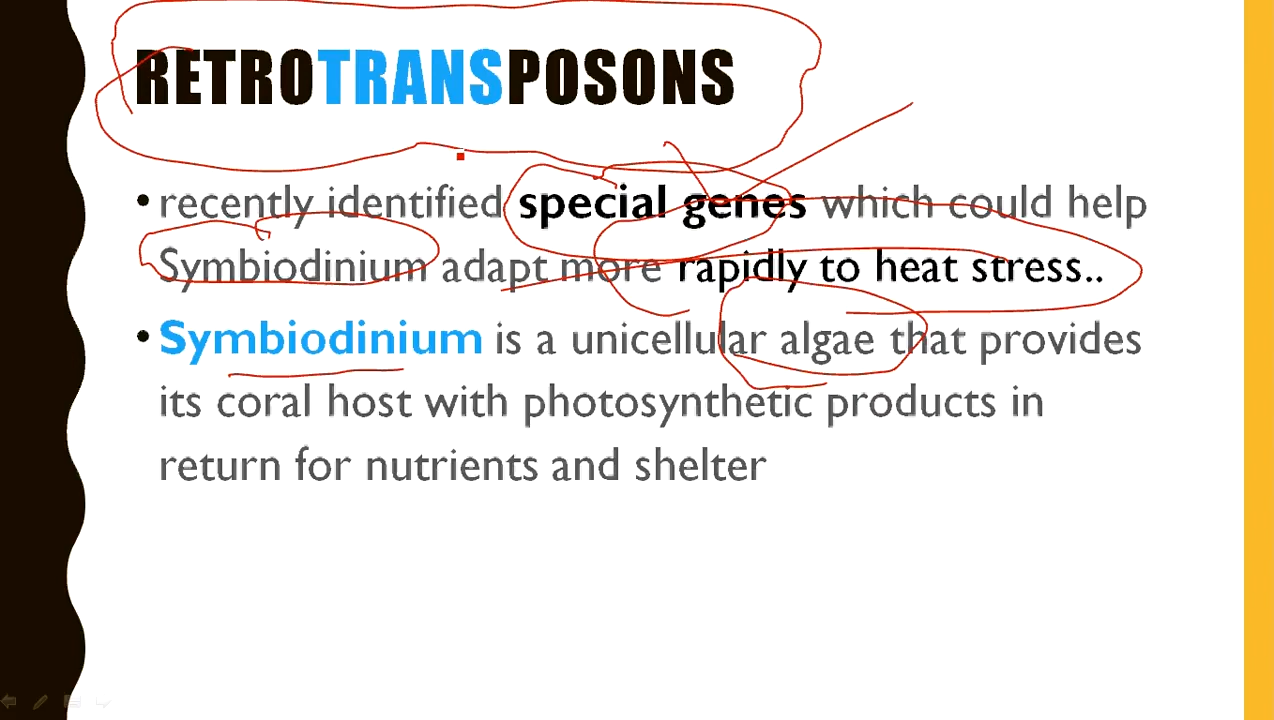 RETROTRANSPOSONS
• recently identified special genes which could help
Symbiodinium adapt more rapidly to heat stress..
• Symbiodinium is a unicellular algae that provides
its coral host with photosynthetic products in
return for nutrients and shelter